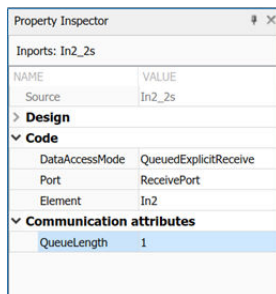 Property Inspector
Inports: In2_2s
NAME VALUE
Source In2_2s
Design
Code
DataAccessMode QueuedExplicitReceive
Port ReceivePort
Element In2
Communication attributes
QueueLength 1